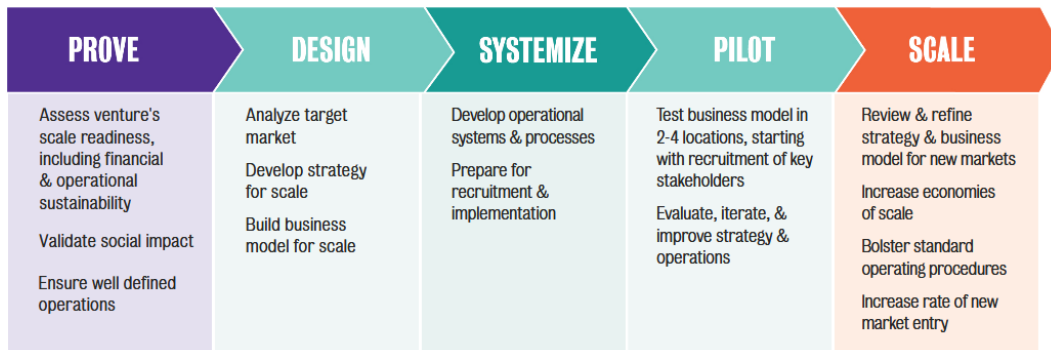 PROVE
DESIGN
SYSTEMIZE
PILOT
SCALE
Assess venture's
scale readiness,
including financial
& operational
sustainability
Validate social impact
Ensure well defined
operations
Analyze target
market
Develop strategy
for scale
Build business
model for scale
Develop operational
systems & processes
Prepare for
recruitment &
implementation
Test business model in
2-4 locations, starting
with recruitment of key
stakeholders
Evaluate, iterate, &
improve strategy &
operations
Review & refine
strategy & business
model for new markets
Increase economies
of scale
Bolster standard
operating procedures
Increase rate of new
market entry